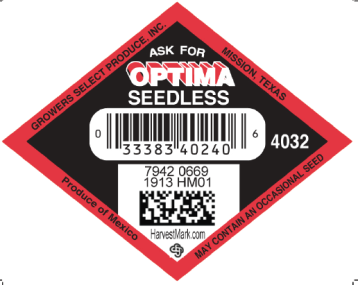 GROWERS SELECT PRODUCE, INC.
MISSION, TEXAS
ASK FOR
OPTIMA
SEEDLESS
0 33383 40240 6
4032
7942 0669
1913 HM01
HarvestMark.com
Produce of Mexico
MAY CONTAIN AN OCCASIONAL SEED